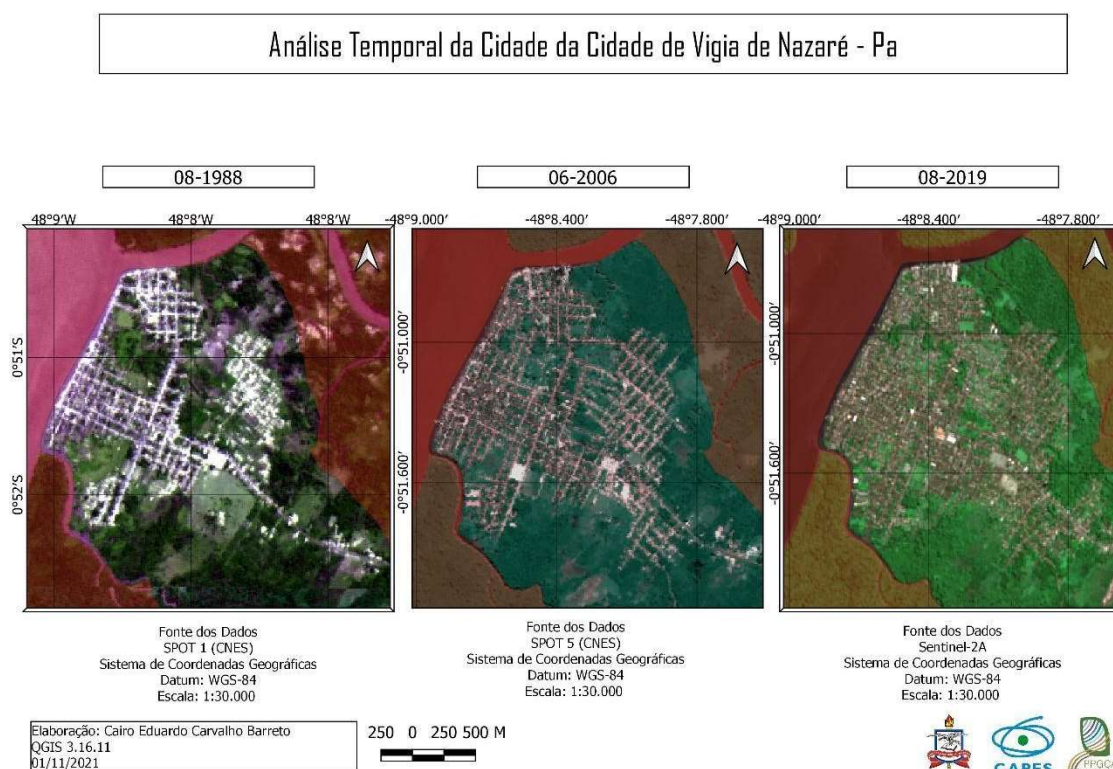 Análise Temporal da Cidade da Cidade de Vigia de Nazaré - Pa
08-1988
06-2006
08-2019
48°9'W
48°8'W
48°8'W
-48°9.000
-48°8.400'
-48°7.800
-48°9.000
-48°8.400'
-48°7.800'
0°51'S
0°52'S
-0°51.000'
-0°51.600'
-0°51.000
-0°51.600'
Fonte dos Dados
SPOT 1 (CNES)
Sistema de Coordenadas Geográficas
Datum: WGS-84
Escala: 1:30.000
Fonte dos Dados
SPOT 5 (CNES)
Sistema de Coordenadas Geográficas
Datum: WGS-84
Escala: 1:30.000
Fonte dos Dados
Sentinel-2A
Sistema de Coordenadas Geográficas
Datum: WGS-84
Escala: 1:30.000
Elaboração: Cairo Eduardo Carvalho Barreto
QGIS 3.16.11
01/11/2021
250 0 250 500 M
CAPES